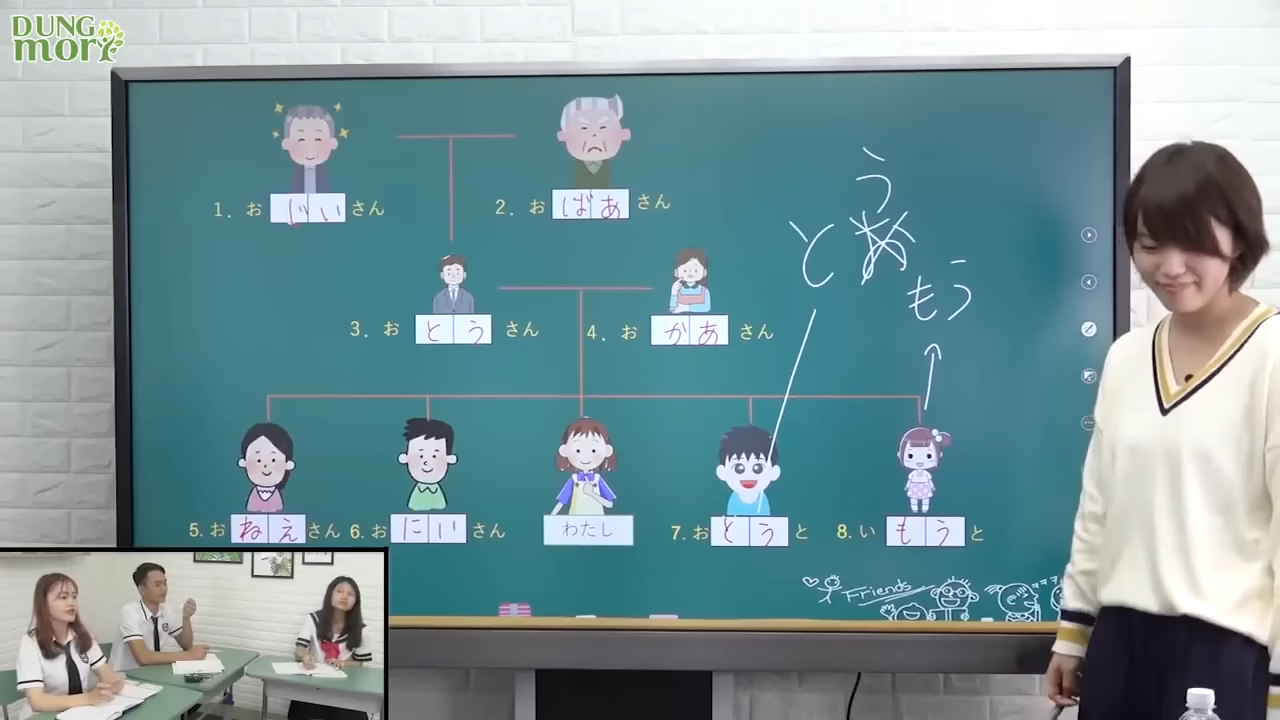 DUNG
mori
1. おじいさん
2. おばあさん
う
とあ
もう
3. おとうさん
4. おかあさん
5. おねえさん
6. おにいさん
わたし
7. おとうと
8. いもうと
Friends